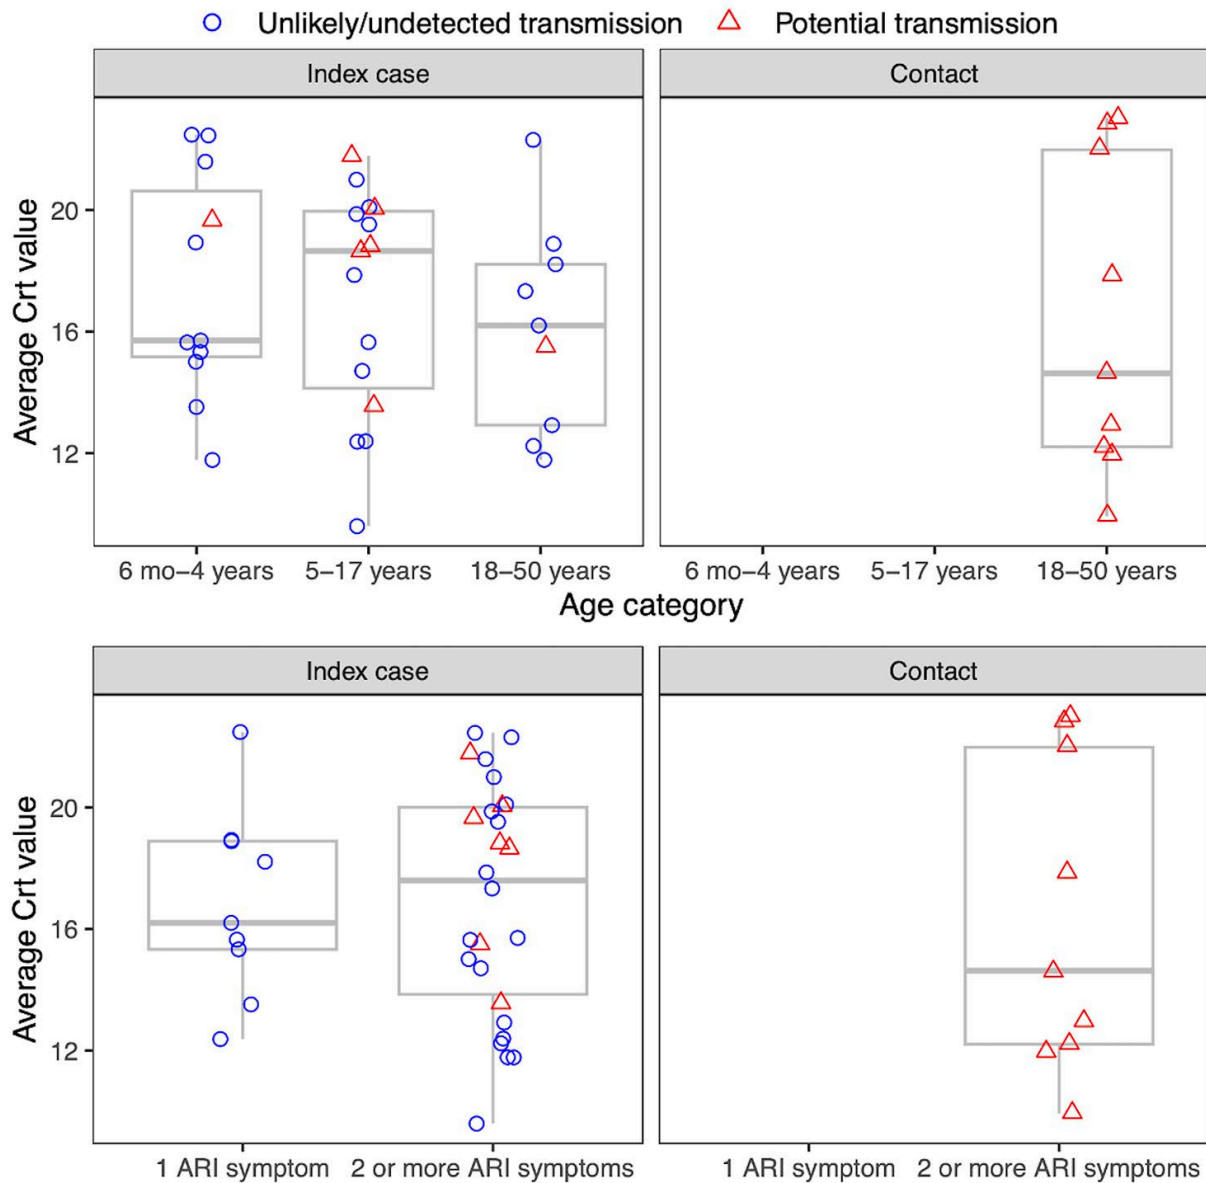 Unlikely/undetected transmission Potential transmission
Index case Contact
Average Crt value
20
16
12
6 mo–4 years 5–17 years 18–50 years 6 mo–4 years 5–17 years 18–50 years
Age category
Index case Contact
Average Crt value
20
16
12
1 ARI symptom 2 or more ARI symptoms 1 ARI symptom 2 or more ARI symptoms